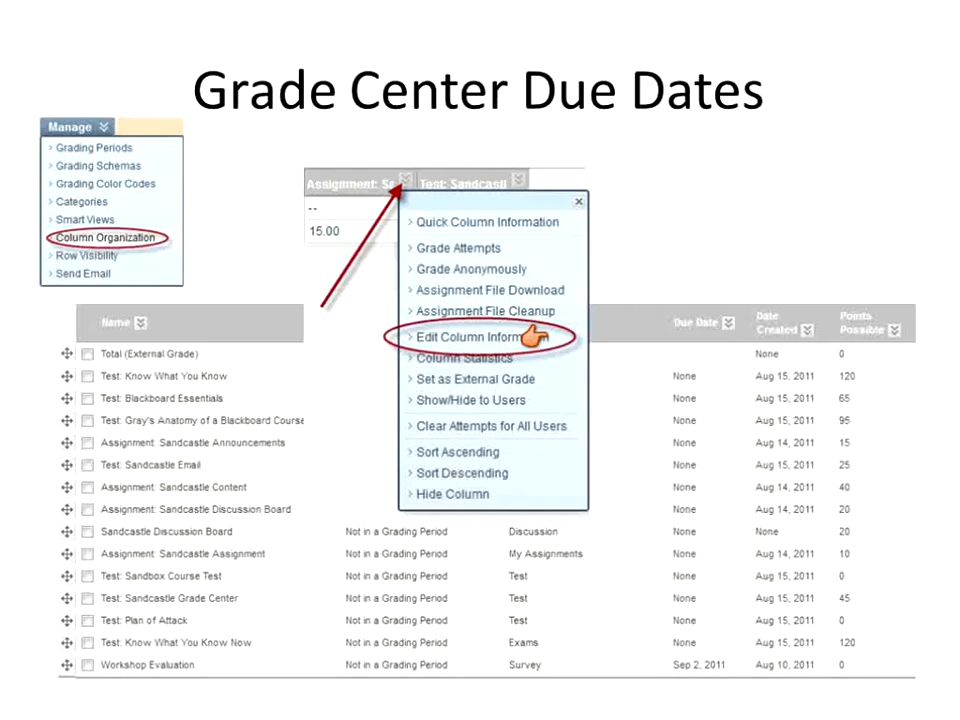 Grade Center Due Dates
Manage
Grading Periods
Grading Schemas
Grading Color Codes
Categories
Smart Views
Column Organization
Row Visibility
Send Email
Assignment: Sa Test: Sandcastl
--
15.00
Quick Column Information
Grade Attempts
Grade Anonymously
Assignment File Download
Assignment File Cleanup
Edit Column Inform
Column Statistics
Set as External Grade
Show/Hide to Users
Clear Attempts for All Users
Sort Ascending
Sort Descending
Hide Column
Name Due Date Date Created Points Possible
Total (External Grade) None 0
Test: Know What You Know None Aug 15, 2011 120
Test: Blackboard Essentials None Aug 15, 2011 65
Test: Gray's Anatomy of a Blackboard Course None Aug 15, 2011 95
Assignment: Sandcastle Announcements None Aug 14, 2011 15
Test: Sandcastle Email None Aug 15, 2011 25
Assignment: Sandcastle Content None Aug 14, 2011 40
Assignment: Sandcastle Discussion Board None Aug 14, 2011 20
Sandcastle Discussion Board Not in a Grading Period Discussion None None 20
Assignment: Sandcastle Assignment Not in a Grading Period My Assignments None Aug 14, 2011 10
Test: Sandbox Course Test Not in a Grading Period Test None Aug 15, 2011 0
Test: Sandcastle Grade Center Not in a Grading Period Test None Aug 15, 2011 45
Test: Plan of Attack Not in a Grading Period Test None Aug 15, 2011 0
Test: Know What You Know Now Not in a Grading Period Exams None Aug 15, 2011 120
Workshop Evaluation Not in a Grading Period Survey Sep 2, 2011 Aug 10, 2011 0